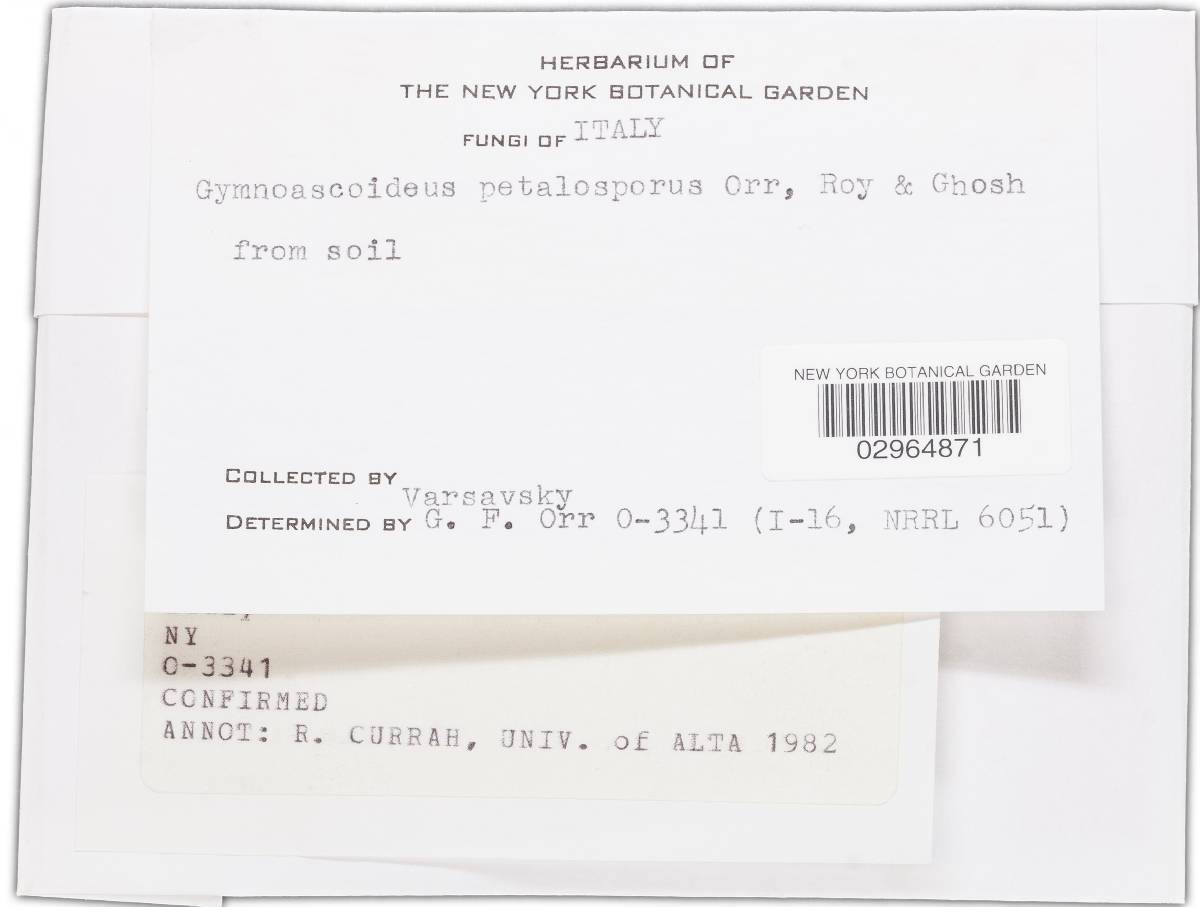 HERBARIUM OF
THE NEW YORK BOTANICAL GARDEN
FUNGI OF ITALY
Gymnoascoideus petalosporus Orr, Roy & Ghosh
from soil
NEW YORK BOTANICAL GARDEN
02964871
COLLECTED BY Varsavsky
DETERMINED BY G. F. Orr O-3341 (I-16, NRRL 6051)
NY
O-3341
CONFIRMED
ANNOT: R. CURRAH, UNIV. of ALTA 1982